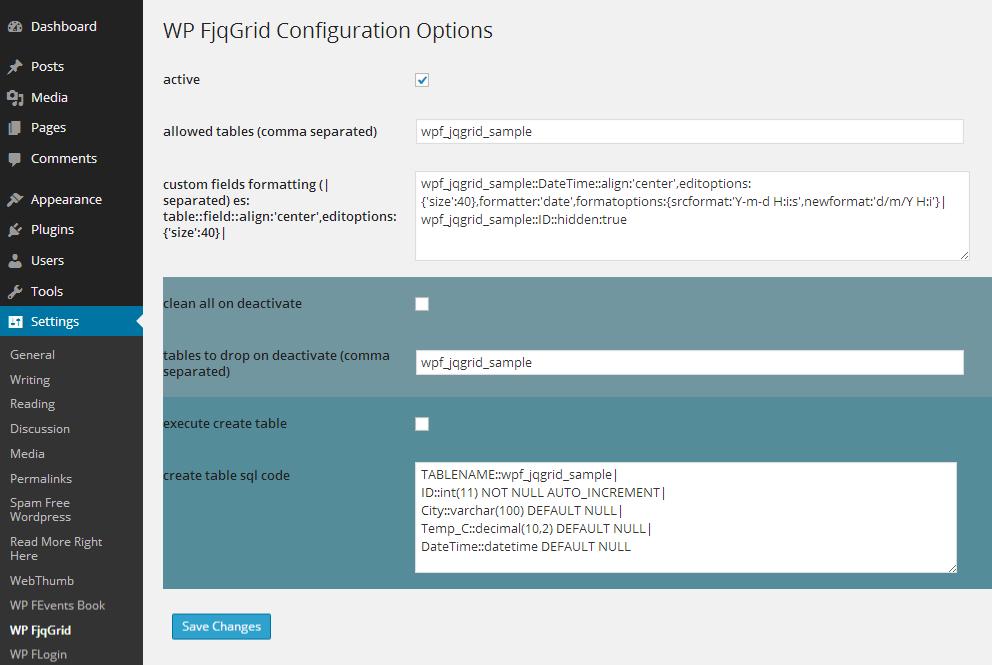 Dashboard
Posts
Media
Pages
Comments
Appearance
Plugins
Users
Tools
Settings
General
Writing
Reading
Discussion
Media
Permalinks
Spam Free
Wordpress
Read More Right
Here
WebThumb
WP FEvents Book
WP FjqGrid
WP FLogin
WP FjqGrid Configuration Options
active
allowed tables (comma separated)
wpf_jqgrid_sample
custom fields formatting (|
separated) es:
table::field::align:'center',editoptions:
{'size':40}|
wpf_jqgrid_sample::DateTime::align:'center',editoptions:
{'size':40},formatter:'date',formatoptions:{srcformat:'Y-m-d H:i:s',newformat:'d/m/Y H:i'}|
wpf_jqgrid_sample::ID::hidden:true
clean all on deactivate
tables to drop on deactivate (comma
separated)
wpf_jqgrid_sample
execute create table
create table sql code
TABLENAME::wpf_jqgrid_sample|
ID::int(11) NOT NULL AUTO_INCREMENT|
City::varchar(100) DEFAULT NULL|
Temp_C::decimal(10,2) DEFAULT NULL|
DateTime::datetime DEFAULT NULL
Save Changes